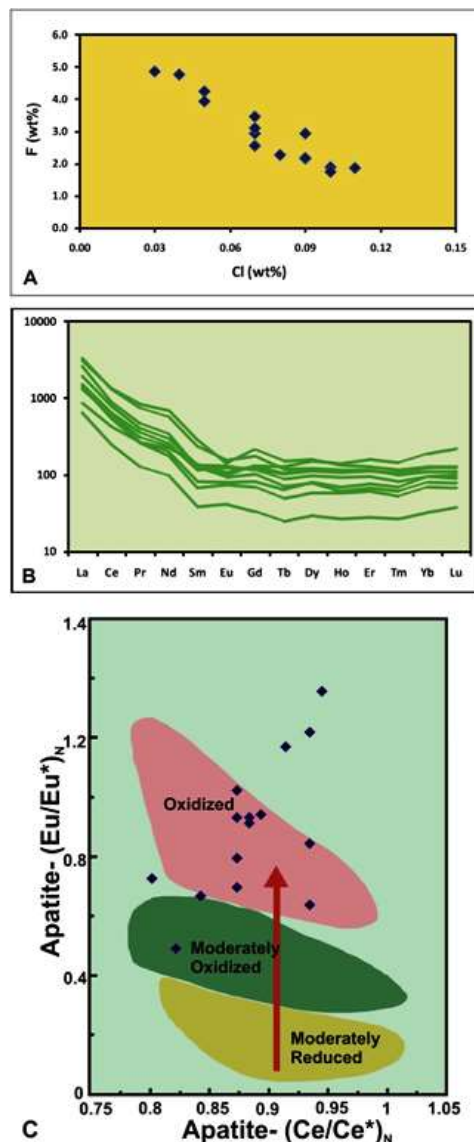 6.0
5.0
4.0
3.0
2.0
1.0
0.0
F (wt%)
0.00 0.03 0.06 0.09 0.12 0.15
Cl (wt%)
A
10000
1000
100
10
La Ce Pr Nd Sm Eu Gd Tb Dy Ho Er Tm Yb Lu
B
1.4
1.2
0.8
0.4
0
Apatite- (Eu/Eu*)N
Oxidized
Moderately
Oxidized
Moderately
Reduced
0.75 0.8 0.85 0.9 0.95 1 1.05
Apatite- (Ce/Ce*)N
C